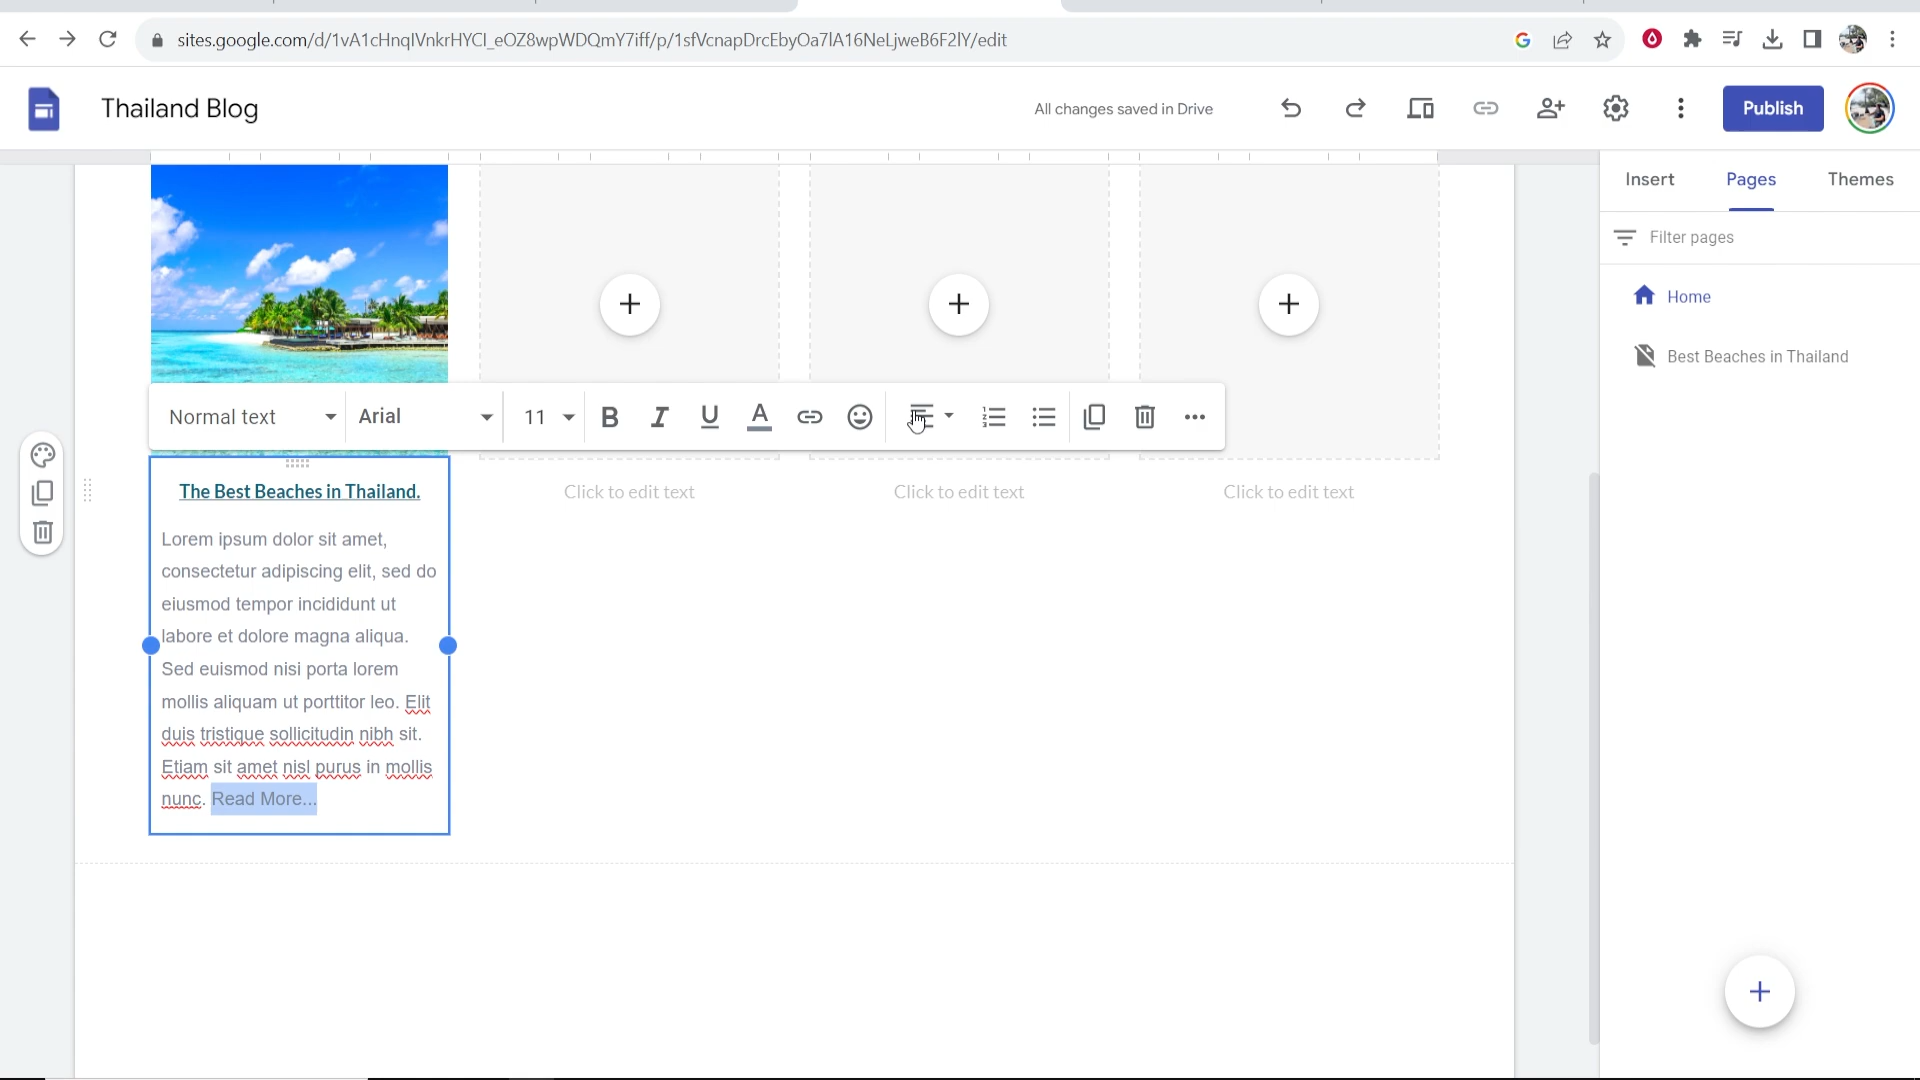 sites.google.com/d/1vA1cHnqIVnkrHYCl_eOZ8wpWDQmY7iff/p/1sfVcnapDrcEbyOa7lA16NeLjweB6F2lY/edit
Thailand Blog
All changes saved in Drive
Publish
Insert
Pages
Themes
Filter pages
Home
Best Beaches in Thailand
Normal text
Arial
11
The Best Beaches in Thailand.
Lorem ipsum dolor sit amet,
consectetur adipiscing elit, sed do
eiusmod tempor incididunt ut
labore et dolore magna aliqua.
Sed euismod nisi porta lorem
mollis aliquam ut porttitor leo. Elit
duis tristique sollicitudin nibh sit.
Etiam sit amet nisl purus in mollis
nunc. Read More...
Click to edit text
Click to edit text
Click to edit text